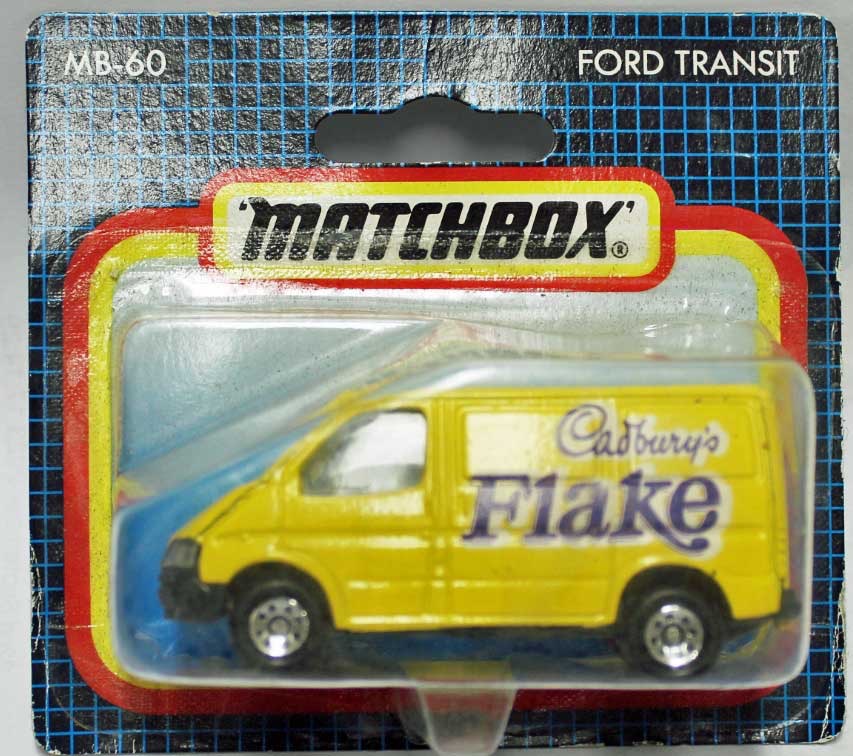 MB-60 FORD TRANSIT
'MATCHBOX'®
Cadbury's
Flake